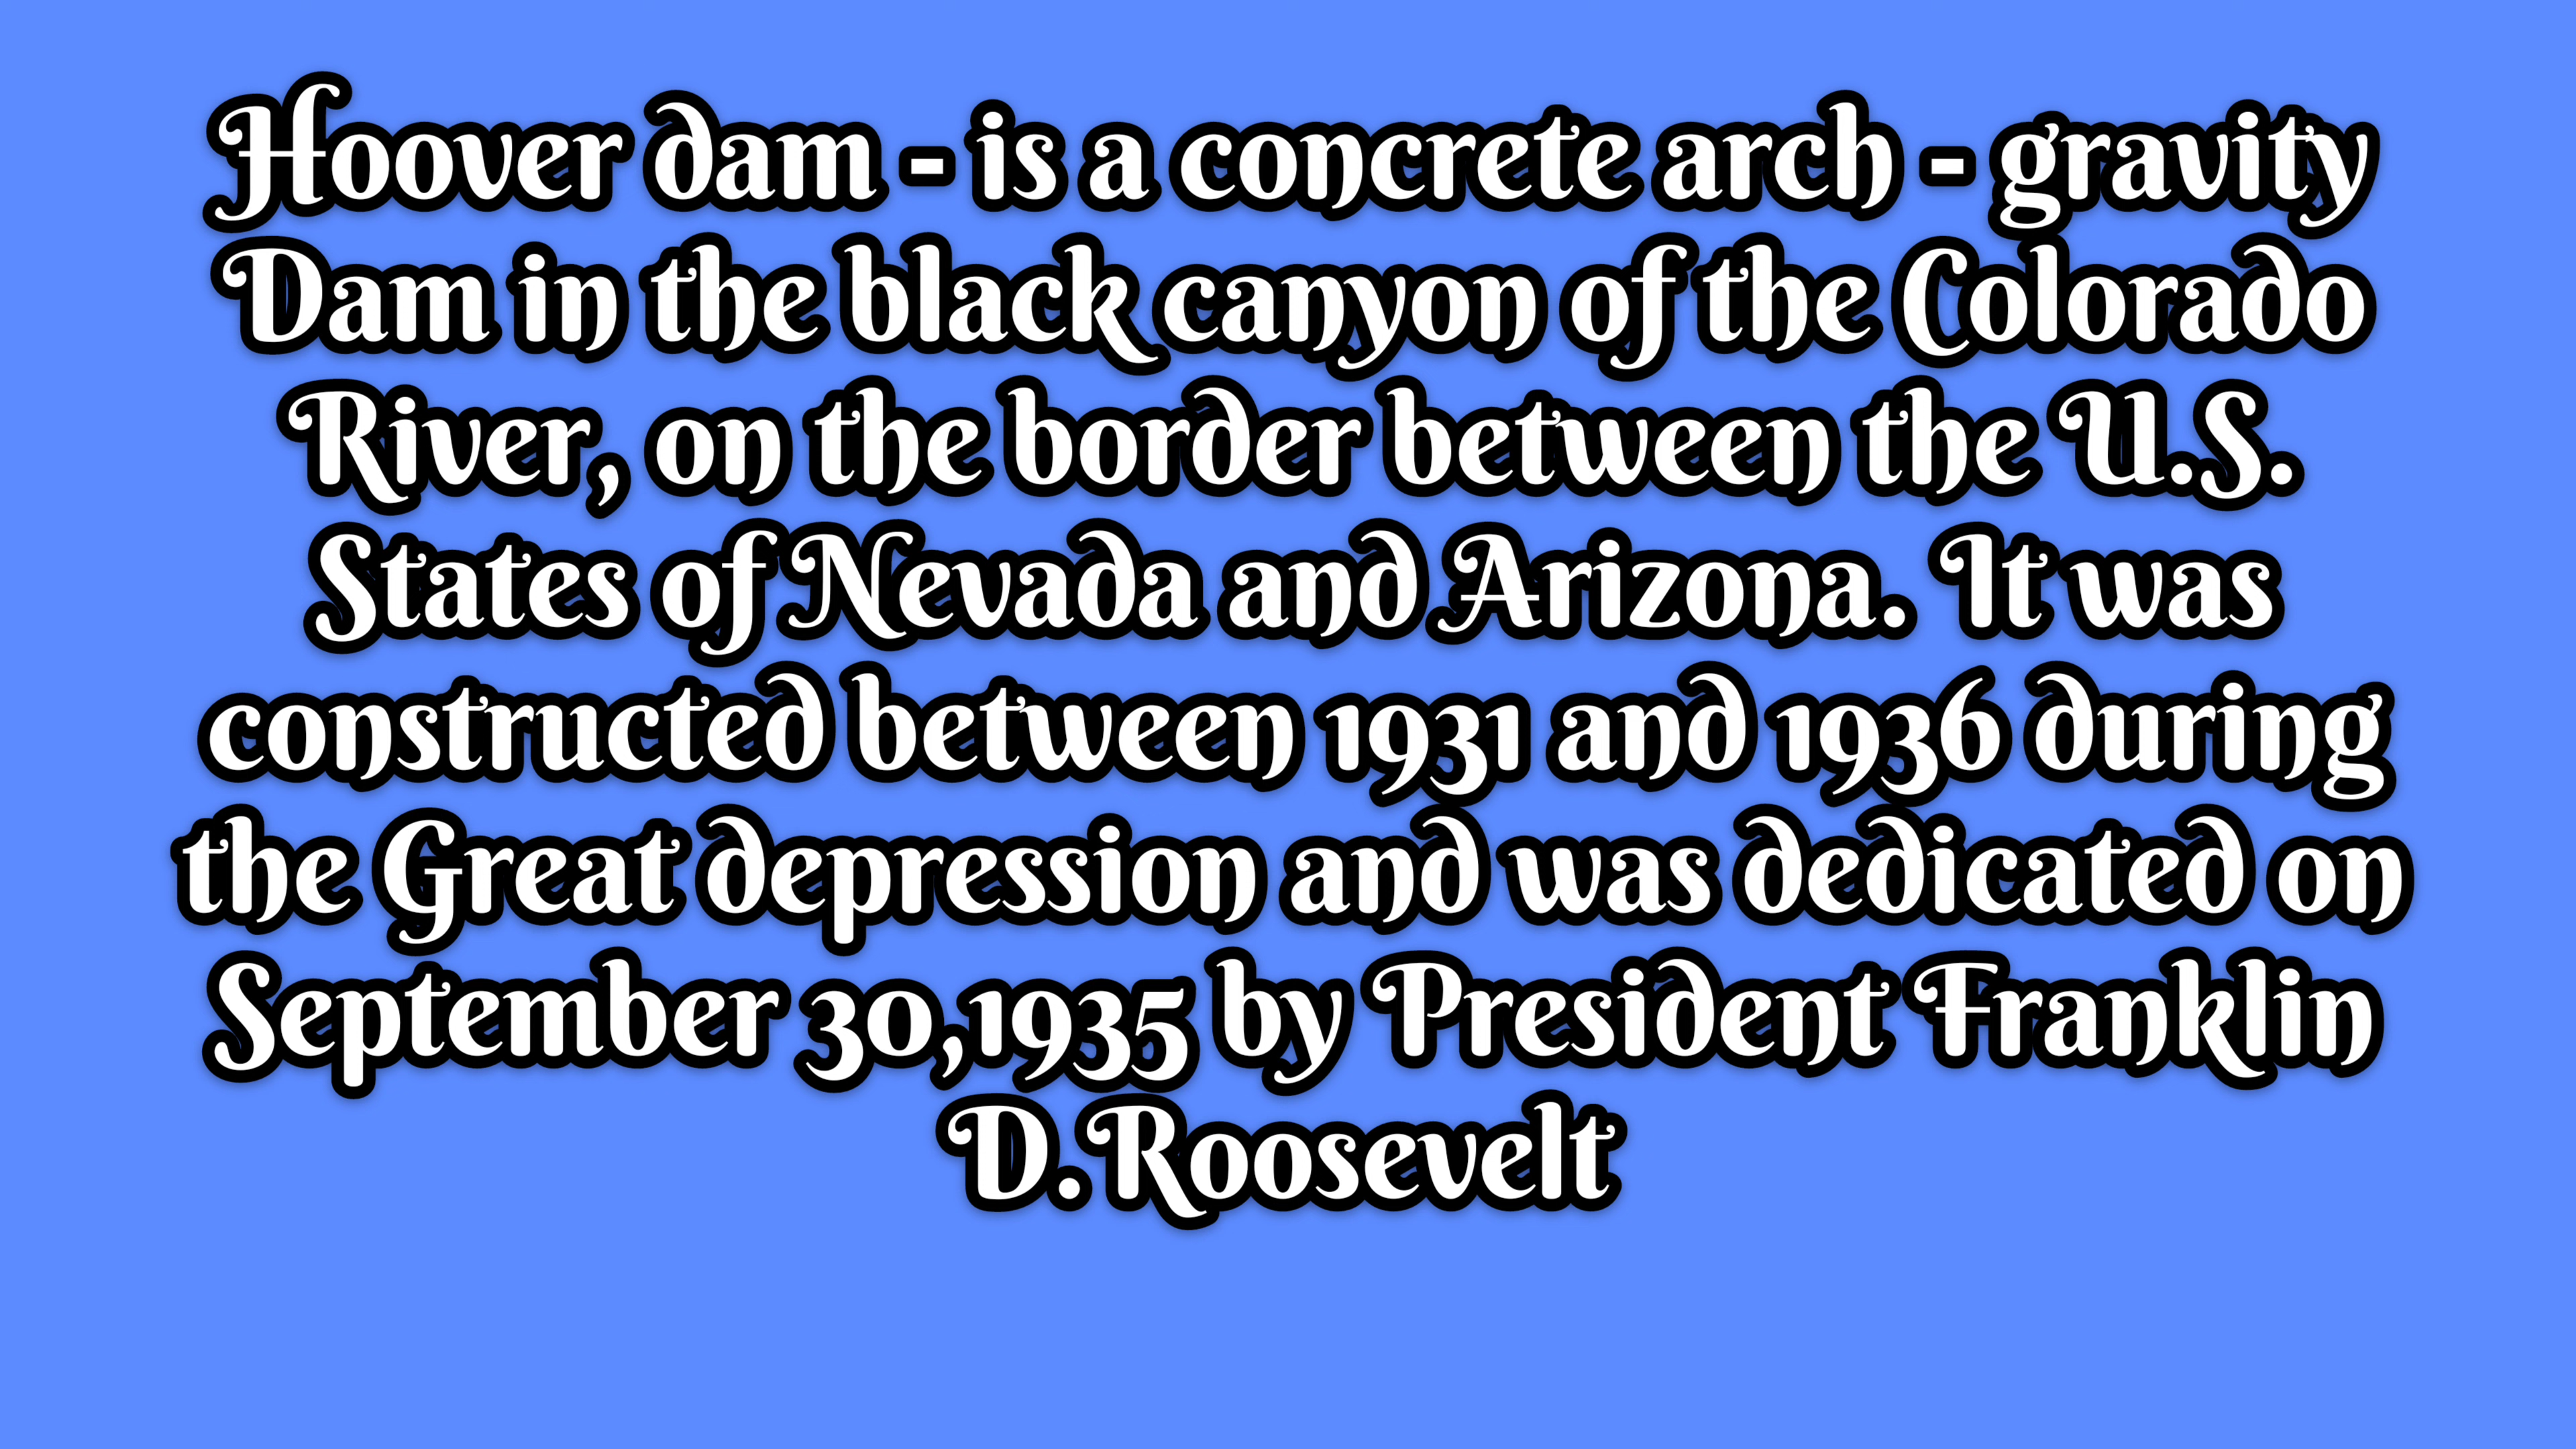 Hoover dam - is a concrete arch - gravity
Dam in the black canyon of the Colorado
River, on the border between the U.S.
States of Nevada and Arizona. It was
constructed between 1931 and 1936 during
the Great depression and was dedicated on
September 30,1935 by President Franklin
D. Roosevelt